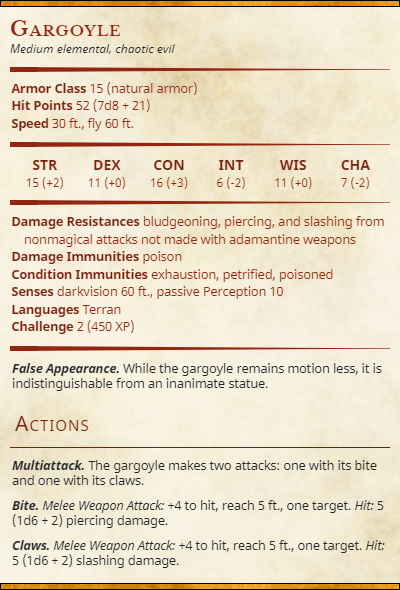 Gargoyle
Medium elemental, chaotic evil
Armor Class 15 (natural armor)
Hit Points 52 (7d8 + 21)
Speed 30 ft., fly 60 ft.
STR DEX CON INT WIS CHA
15 (+2) 11 (+0) 16 (+3) 6 (-2) 11 (+0) 7 (-2)
Damage Resistances bludgeoning, piercing, and slashing from
nonmagical attacks not made with adamantine weapons
Damage Immunities poison
Condition Immunities exhaustion, petrified, poisoned
Senses darkvision 60 ft., passive Perception 10
Languages Terran
Challenge 2 (450 XP)
False Appearance. While the gargoyle remains motion less, it is
indistinguishable from an inanimate statue.
Actions
Multiattack. The gargoyle makes two attacks: one with its bite
and one with its claws.
Bite. Melee Weapon Attack: +4 to hit, reach 5 ft., one target. Hit: 5
(1d6 + 2) piercing damage.
Claws. Melee Weapon Attack: +4 to hit, reach 5 ft., one target. Hit:
5 (1d6 + 2) slashing damage.